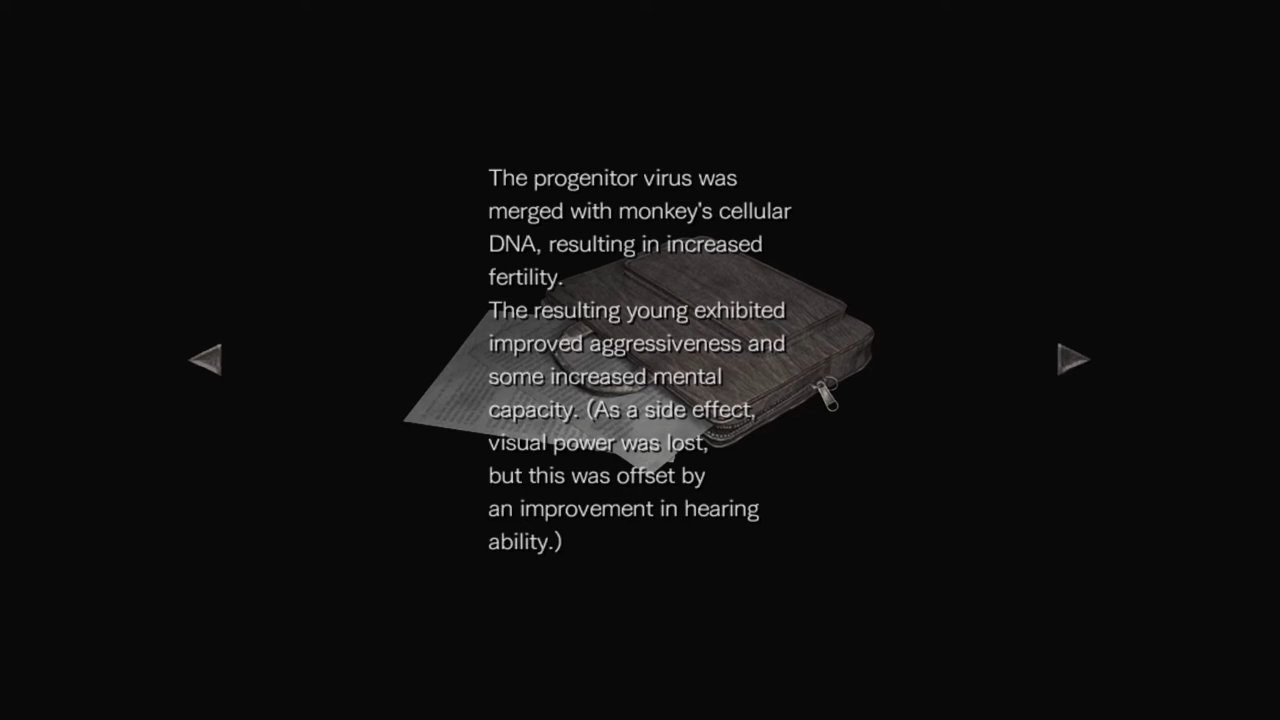 The progenitor virus was
merged with monkey's cellular
DNA, resulting in increased
fertility.
The resulting young exhibited
improved aggressiveness and
some increased mental
capacity. (As a side effect,
visual power was lost,
but this was offset by
an improvement in hearing
ability.)